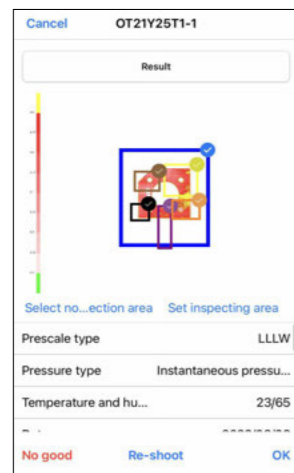 Cancel OT21Y25T1-1
Result
Select no...ection area Set inspecting area
Prescale type LLLW
Pressure type Instantaneous pressu...
Temperature and hu... 23/65
No good Re-shoot OK